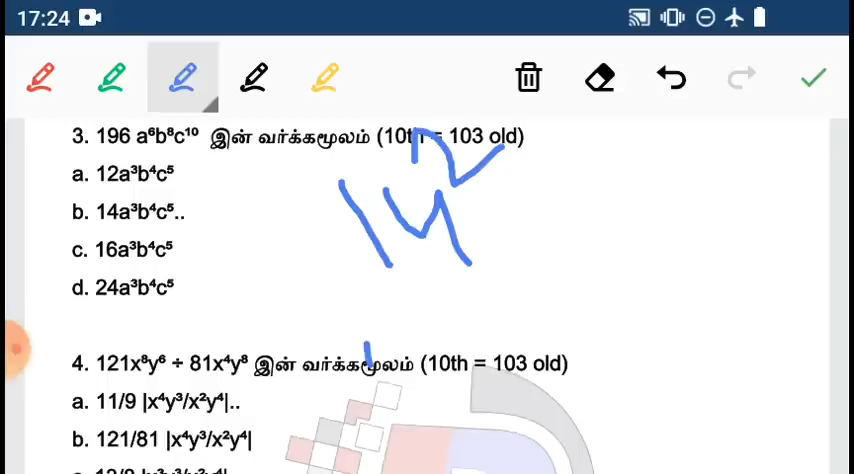 17:24
3. 196 a⁶b⁸c¹⁰ இன் வர்க்கமூலம் (10th = 103 old)
a. 12a³b⁴c⁵
b. 14a³b⁴c⁵..
c. 16a³b⁴c⁵
d. 24a³b⁴c⁵
14²
4. 121x⁸y⁶ ÷ 81x⁴y⁸ இன் வர்க்கமூலம் (10th = 103 old)
a. 11/9 |x⁴y³/x²y⁴|..
b. 121/81 |x⁴y³/x²y⁴|